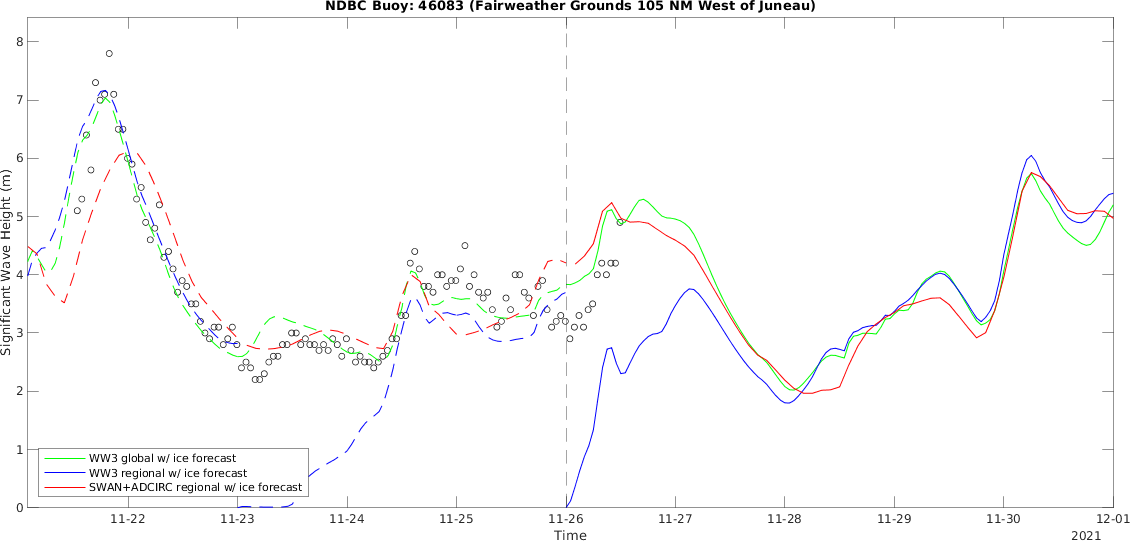 NDBC Buoy: 46083 (Fairweather Grounds 105 NM West of Juneau)
Significant Wave Height (m)
8
7
6
5
4
3
2
1
0
WW3 global w/ ice forecast
WW3 regional w/ ice forecast
SWAN+ADCIRC regional w/ ice forecast
11-22 11-23 11-24 11-25 11-26 11-27 11-28 11-29 11-30 12-01
Time
2021